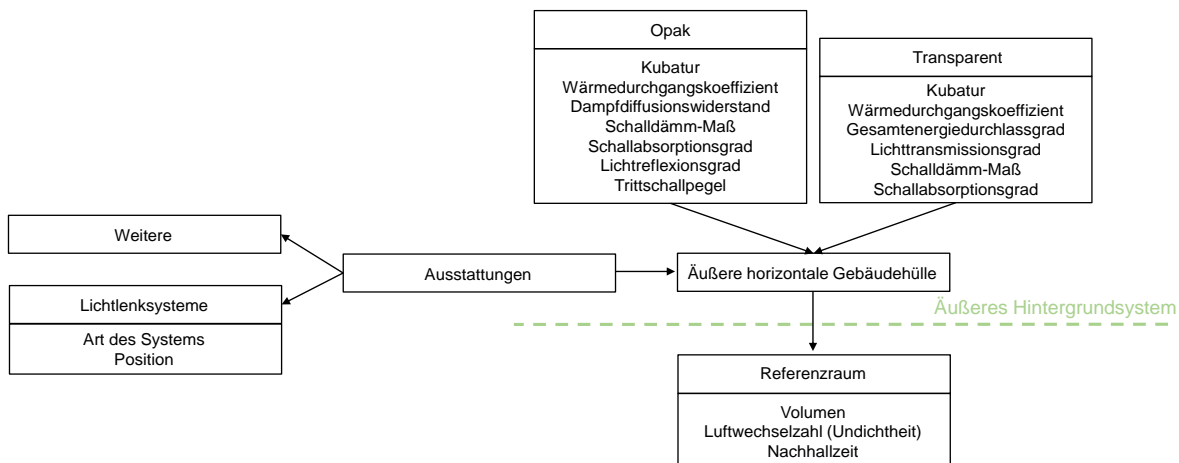 Opak
Kubatur
Wärmedurchgangskoeffizient
Dampfdiffusionswiderstand
Schalldämm-Maß
Schallabsorptionsgrad
Lichtreflexionsgrad
Trittschallpegel
Transparent
Kubatur
Wärmedurchgangskoeffizient
Gesamtenergiedurchlassgrad
Lichttransmissionsgrad
Schalldämm-Maß
Schallabsorptionsgrad
Weitere
Lichtlenksysteme
Art des Systems
Position
Ausstattungen
Äußere horizontale Gebäudehülle
Äußeres Hintergrundsystem
Referenzraum
Volumen
Luftwechselzahl (Undichtheit)
Nachhallzeit